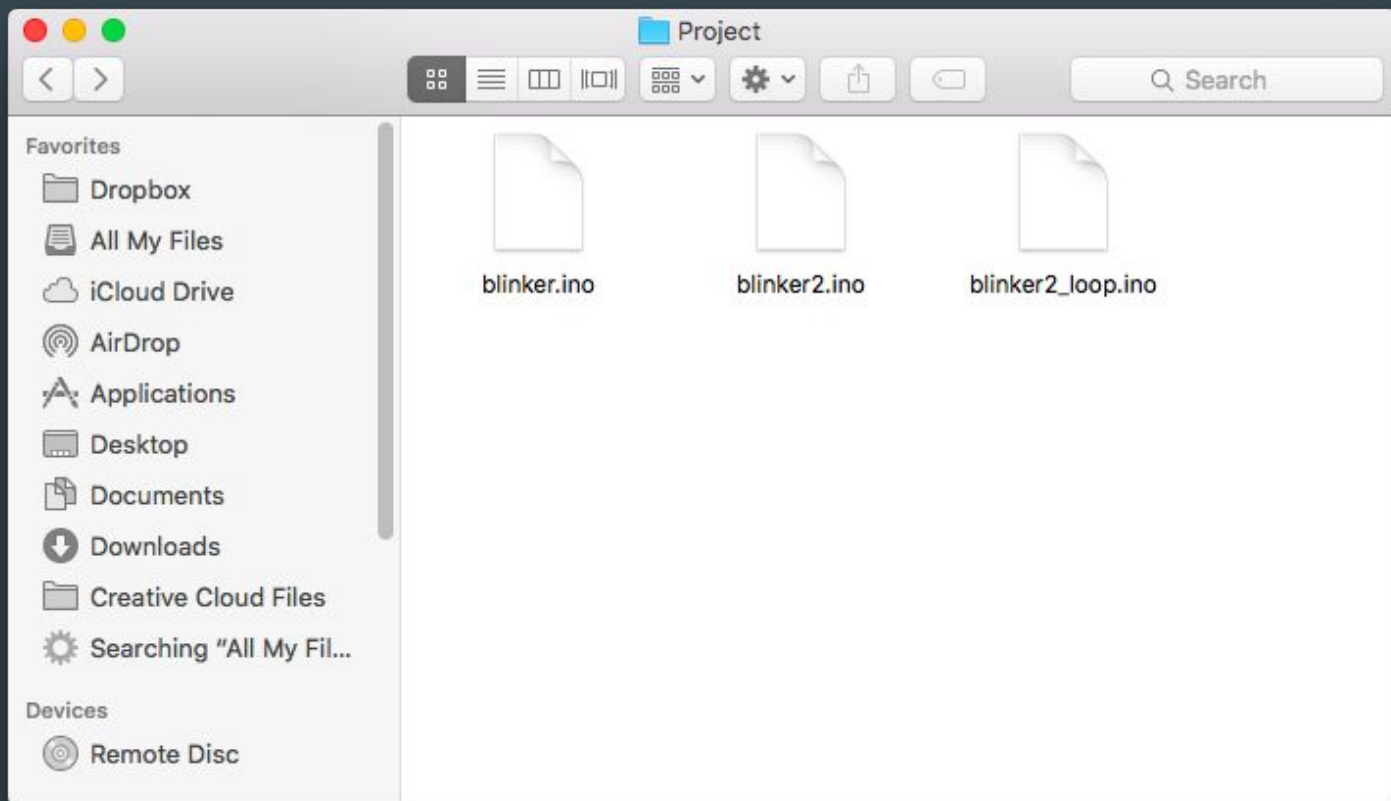 Project
Search
Favorites
Dropbox
All My Files
iCloud Drive
AirDrop
Applications
Desktop
Documents
Downloads
Creative Cloud Files
Searching “All My Fil...
Devices
Remote Disc
blinker.ino
blinker2.ino
blinker2_loop.ino